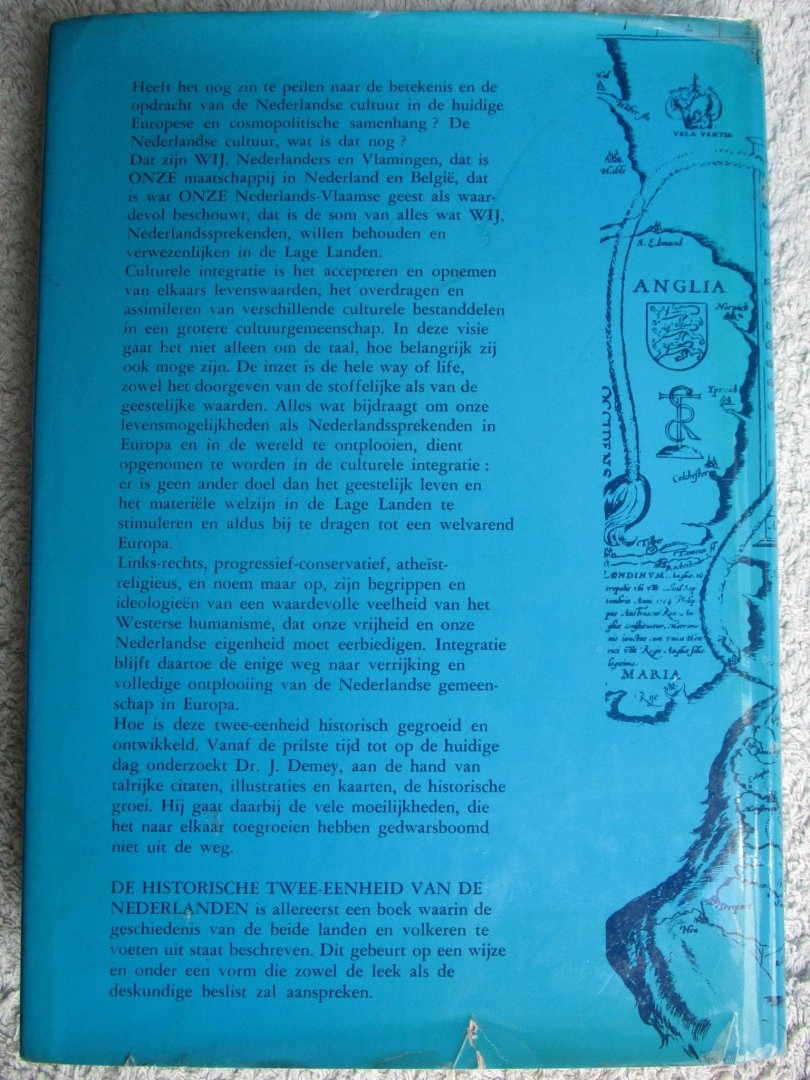 Heeft het nog zin te peilen naar de betekenis en de
opdracht van de Nederlandse cultuur in de huidige
Europese en cosmopolitische samenhang ? De
Nederlandse cultuur, wat is dat nog ?
Dat zijn WIJ, Nederlanders en Vlamingen, dat is
ONZE maatschappij in Nederland en België, dat
is wat ONZE Nederlands-Vlaamse geest als waar-
devol beschouwt, dat is de som van alles wat WIJ,
Nederlandssprekenden, willen behouden en
verwezenlijken in de Lage Landen.
Culturele integratie is het accepteren en opnemen
van elkaars levenswaarden, het overdragen en
assimileren van verschillende culturele bestanddelen
in een grotere cultuurgemeenschap. In deze visie
gaat het niet alleen om de taal, hoe belangrijk zij
ook moge zijn. De inzet is de hele way of life,
zowel het doorgeven van de stoffelijke als van de
geestelijke waarden. Alles wat bijdraagt om onze
levensmogelijkheden als Nederlandssprekenden in
Europa en in de wereld te ontplooien, dient
opgenomen te worden in de culturele integratie :
er is geen ander doel dan het geestelijk leven en
het materiële welzijn in de Lage Landen te
stimuleren en aldus bij te dragen tot een welvarend
Europa.
Links-rechts, progressief-conservatief, atheïst-
religieus, en noem maar op, zijn begrippen en
ideologieën van een waardevolle veelheid van het
Westerse humanisme, dat onze vrijheid en onze
Nederlandse eigenheid moet eerbiedigen. Integratie
blijft daartoe de enige weg naar verrijking en
volledige ontplooiing van de Nederlandse gemeen-
schap in Europa.
Hoe is deze twee-eenheid historisch gegroeid en
ontwikkeld. Vanaf de prilste tijd tot op de huidige
dag onderzoekt Dr. J. Demey, aan de hand van
talrijke citaten, illustraties en kaarten, de historische
groei. Hij gaat daarbij de vele moeilijkheden, die
het naar elkaar toegroeien hebben gedwarsboomd
niet uit de weg.
DE HISTORISCHE TWEE-EENHEID VAN DE
NEDERLANDEN is allereerst een boek waarin de
geschiedenis van de beide landen en volkeren te
voeten uit staat beschreven. Dit gebeurt op een wijze
en onder een vorm die zowel de leek als de
deskundige beslist zal aanspreken.
S. Edmund
ANGLIA
Colchester
LONDINVM
MARIA
Rye